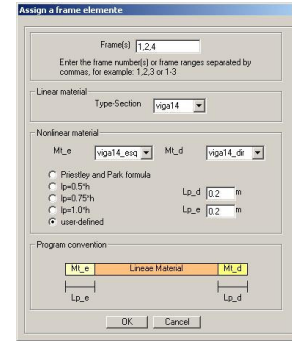 Assign a frame elemente
Frame(s) 1,2,4
Enter the frame number(s) or frame ranges separated by
commas, for example: 1,2,3 or 1-3
Linear material
Type-Section viga14
Nonlinear material
Mt_e viga14_esq Mt_d viga14_dir
Priestley and Park formula
lp=0.5*h
lp=0.75*h
lp=1.0*h
user-defined
Lp_d 0.2 m
Lp_e 0.2 m
Program convention
Mt_e Lineae Material Mt_d
Lp_e Lp_d
OK Cancel